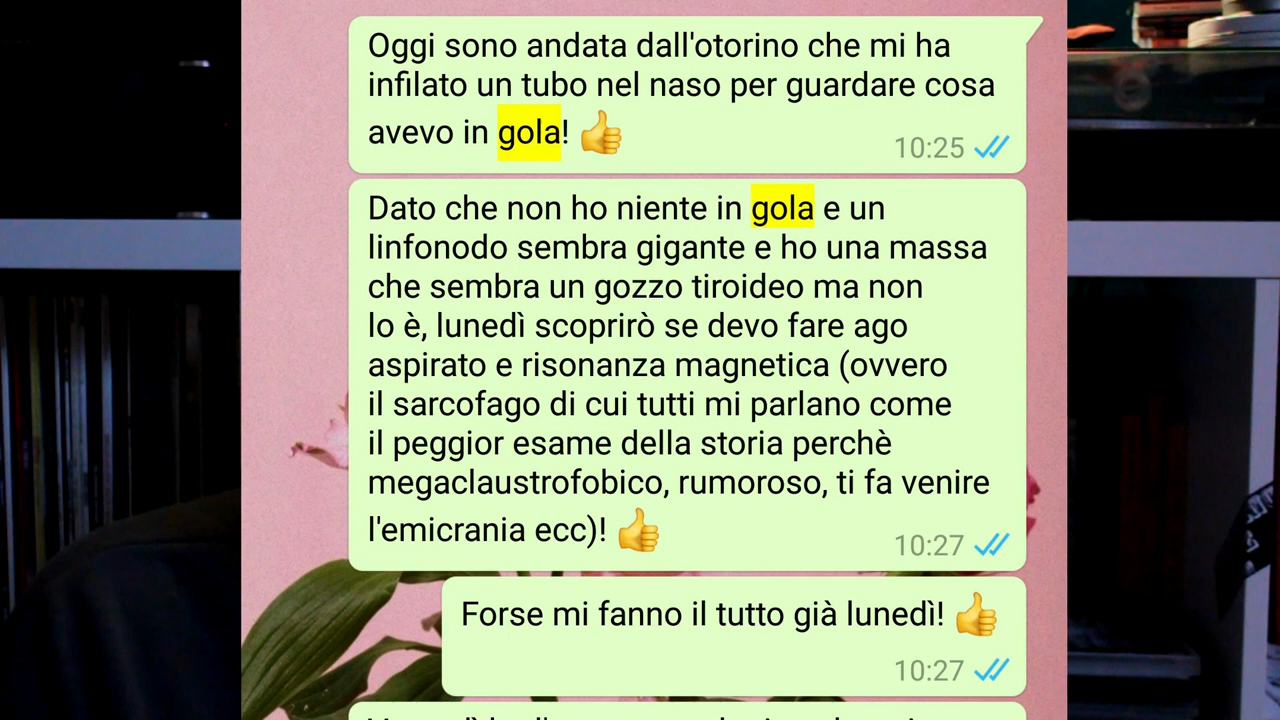 Oggi sono andata dall'otorino che mi ha
infilato un tubo nel naso per guardare cosa
avevo in gola! 👍
10:25
Dato che non ho niente in gola e un
linfonodo sembra gigante e ho una massa
che sembra un gozzo tiroideo ma non
lo è, lunedì scoprirò se devo fare ago
aspirato e risonanza magnetica (ovvero
il sarcofago di cui tutti mi parlano come
il peggior esame della storia perchè
megaclaustrofobico, rumoroso, ti fa venire
l'emicrania ecc)! 👍
10:27
Forse mi fanno il tutto già lunedì! 👍
10:27